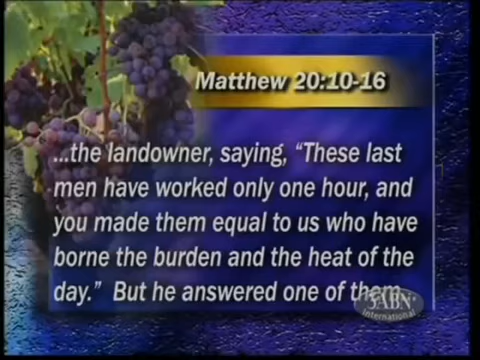 Matthew 20:10-16
...the landowner, saying, “These last
men have worked only one hour, and
you made them equal to us who have
borne the burden and the heat of the
day.”  But he answered one of them
3ABN
international